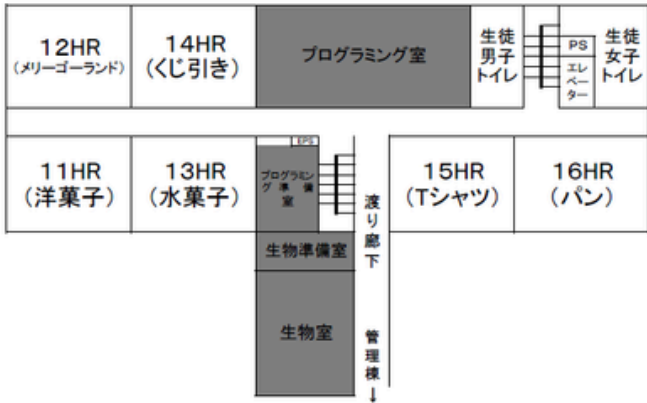 12HR
(メリーゴーランド)
14HR
(くじ引き)
プログラミング室
生徒
男子
トイレ
PS
エレ
ベー
ター
生徒
女子
トイレ
11HR
(洋菓子)
13HR
(水菓子)
EPS
プログラミン
グ準備
室
15HR
(Tシャツ)
16HR
(パン)
渡り廊下
生物準備室
生物室
管理棟↓